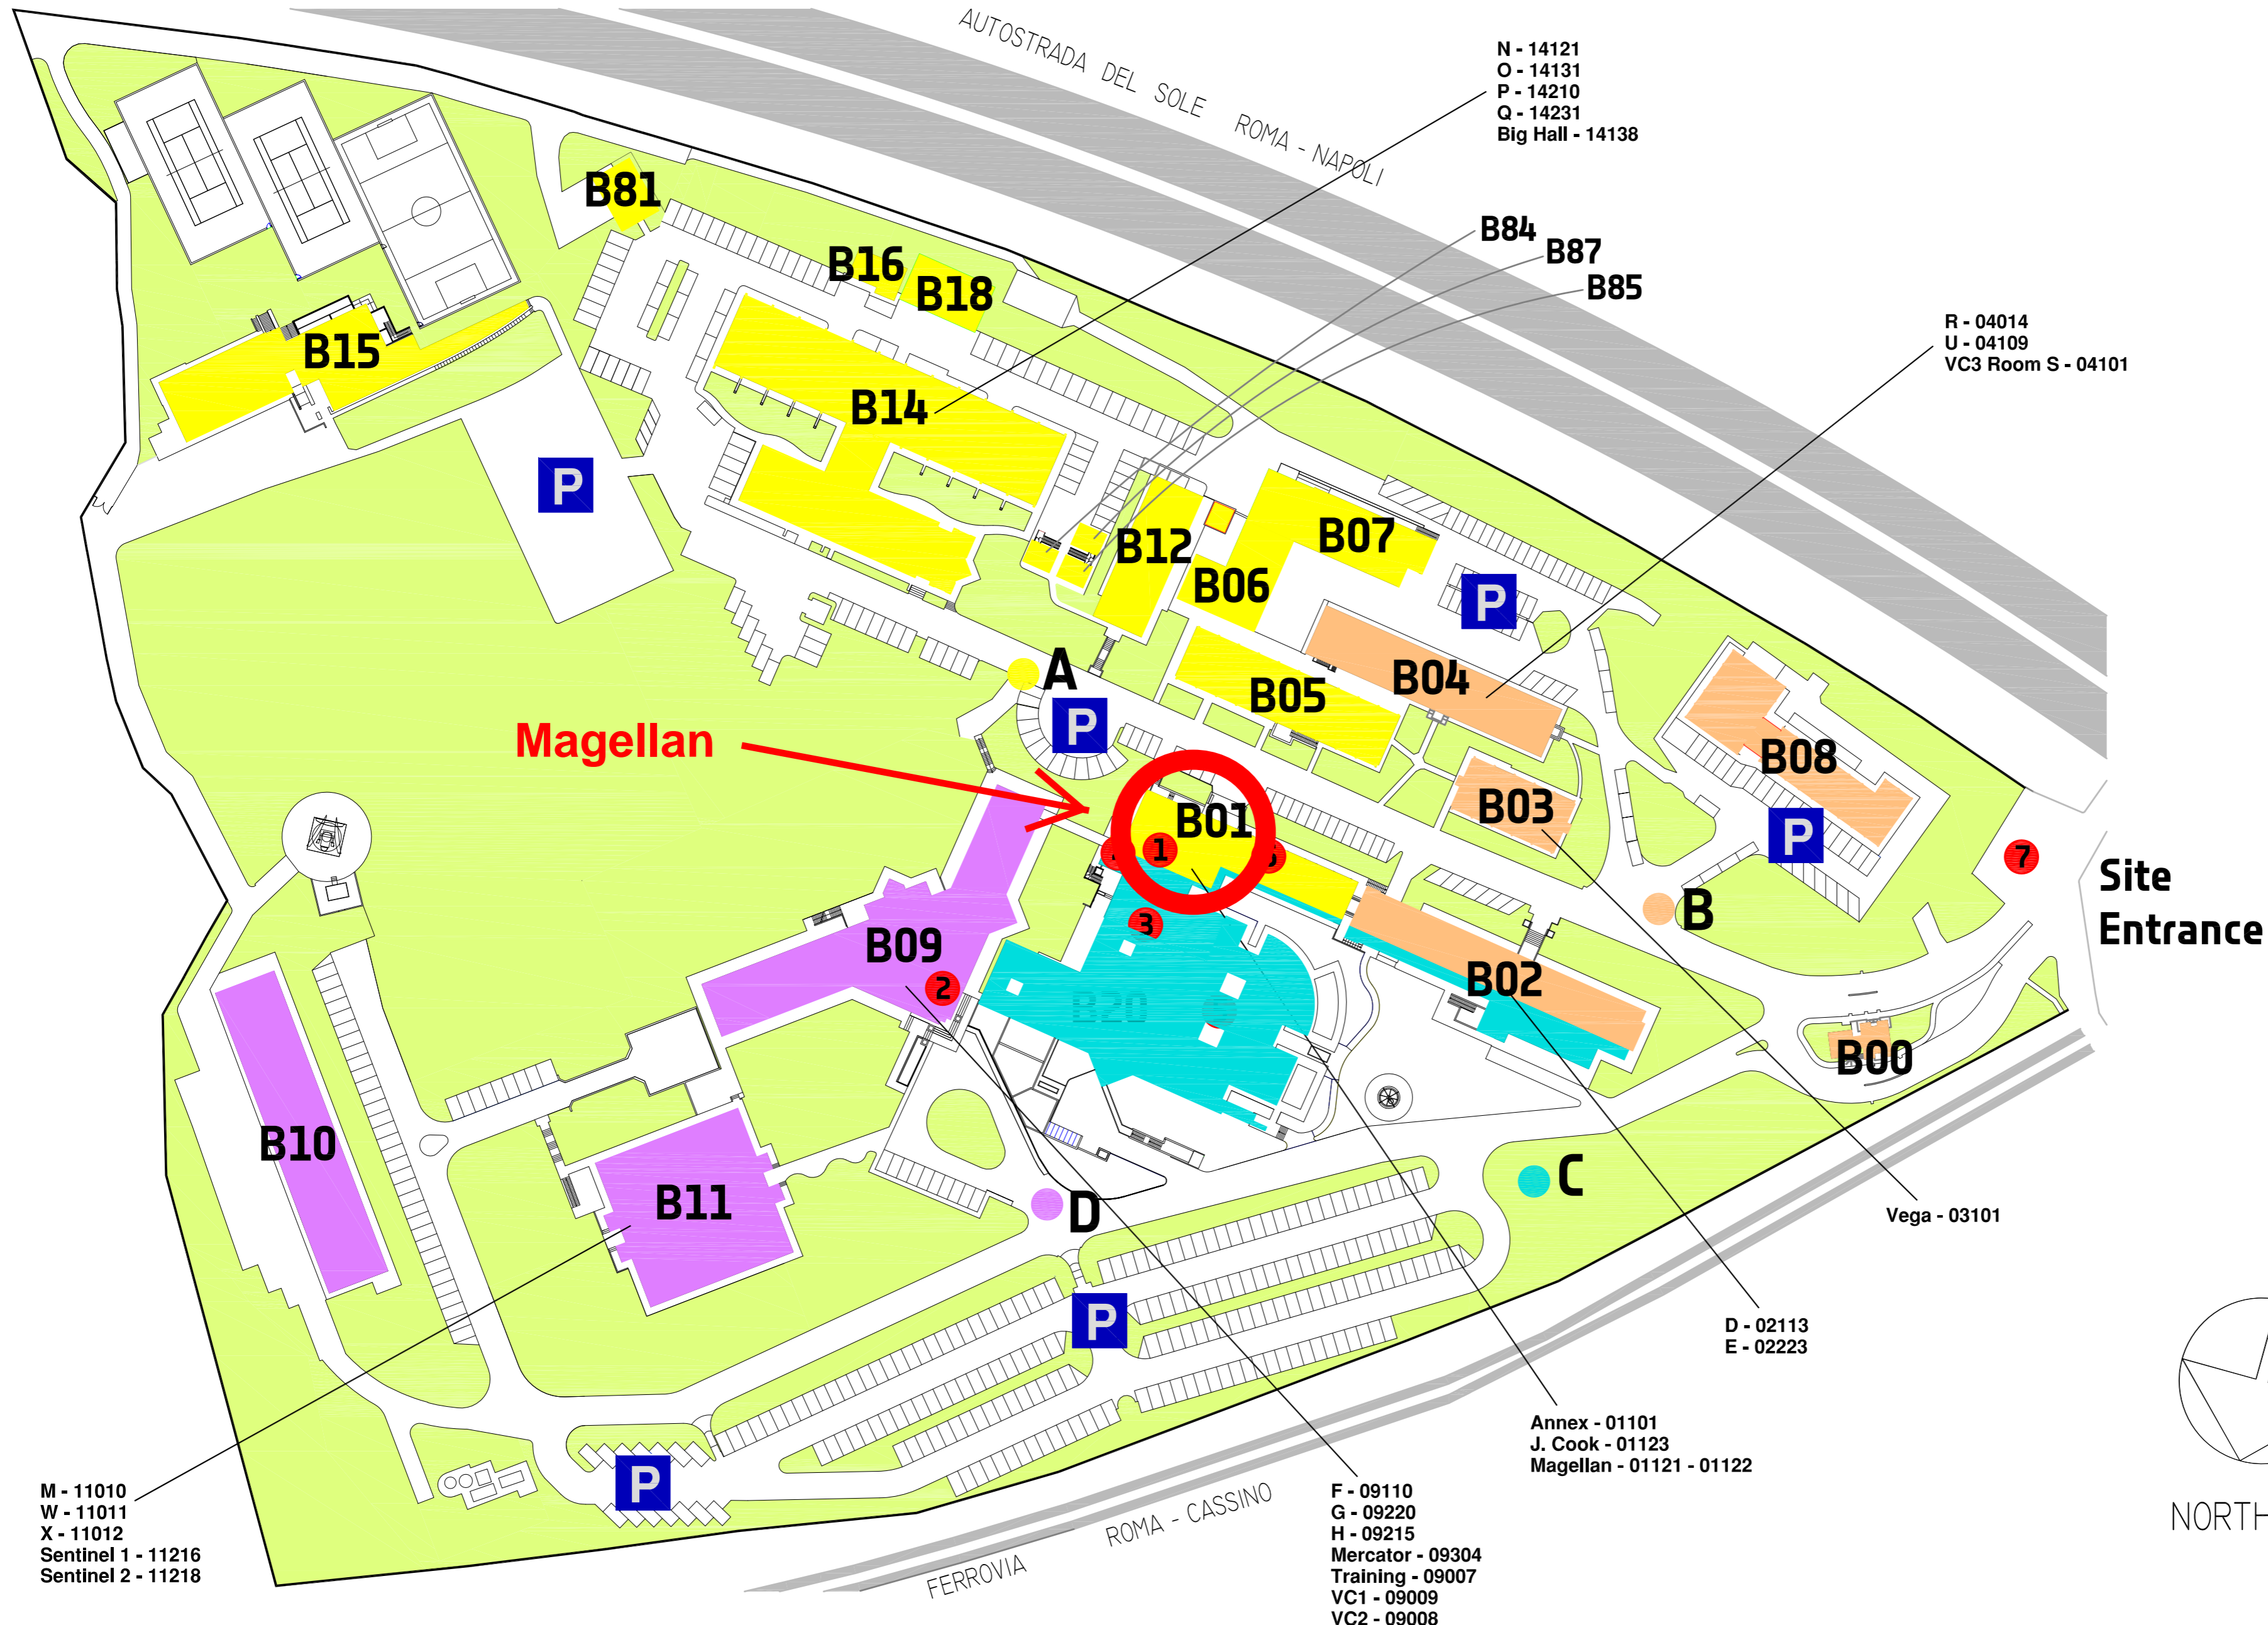 AUTOSTRADA DEL SOLE ROMA - NAPOLI
N - 14121
O - 14131
P - 14210
Q - 14231
Big Hall - 14138
B81
B84
B87
B85
B16
B18
R - 04014
U - 04109
VC3 Room S - 04101
B15
B14
P
B12
B07
B06
P
A
B05
B04
P
Magellan
B08
B01
B03
P
1
3
7
Site
Entrance
B
B09
2
B02
B20
B00
B10
B11
D
C
Vega - 03101
P
D - 02113
E - 02223
Annex - 01101
J. Cook - 01123
Magellan - 01121 - 01122
P
M - 11010
W - 11011
X - 11012
Sentinel 1 - 11216
Sentinel 2 - 11218
F - 09110
G - 09220
H - 09215
Mercator - 09304
Training - 09007
VC1 - 09009
VC2 - 09008
FERROVIA ROMA - CASSINO
NORTH